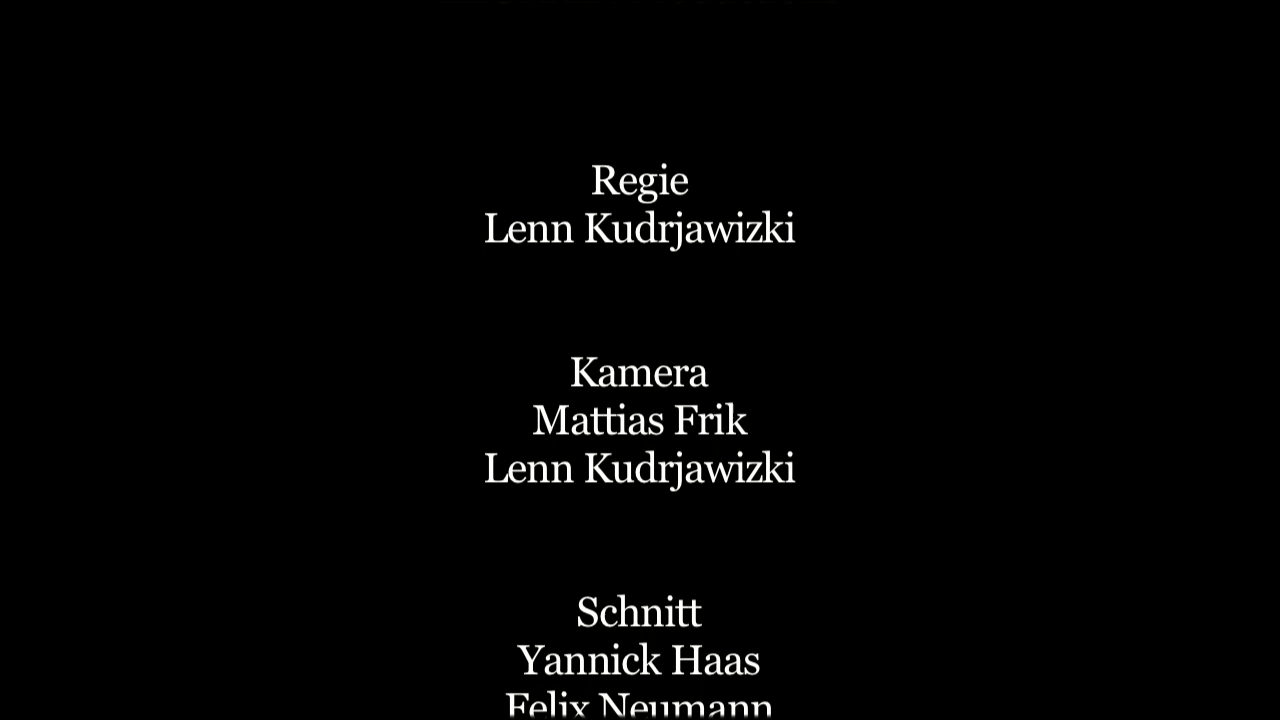 Regie
Lenn Kudrjawizki
Kamera
Mattias Frik
Lenn Kudrjawizki
Schnitt
Yannick Haas
Felix Neumann